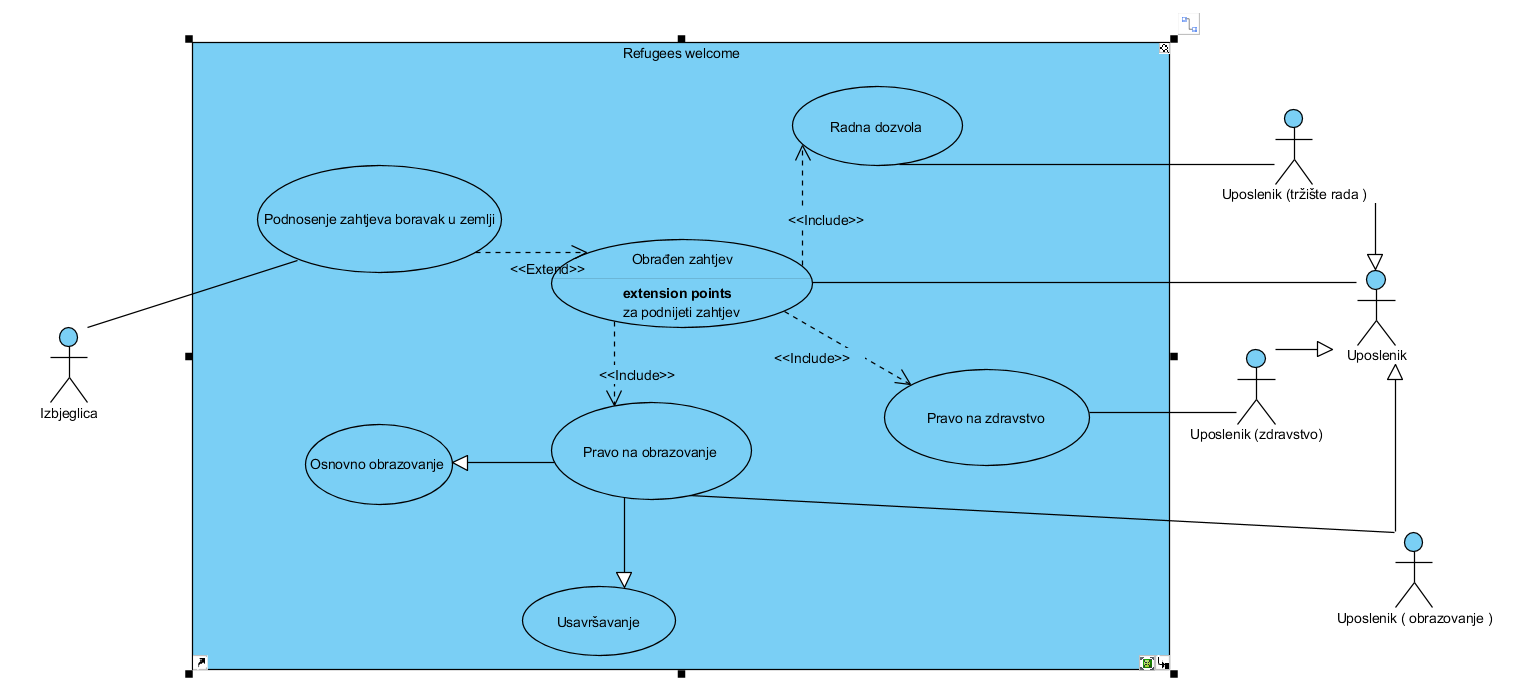 Refugees welcome
Radna dozvola
Uposlenik (tržište rada )
Podnosenje zahtjeva boravak u zemlji
<<Include>>
Obrađen zahtjev
<<Extend>>
extension points
za podnijeti zahtjev
Uposlenik
<<Include>>
<<Include>>
Izbjeglica
Pravo na zdravstvo
Uposlenik (zdravstvo)
Pravo na obrazovanje
Osnovno obrazovanje
Uposlenik ( obrazovanje )
Usavršavanje